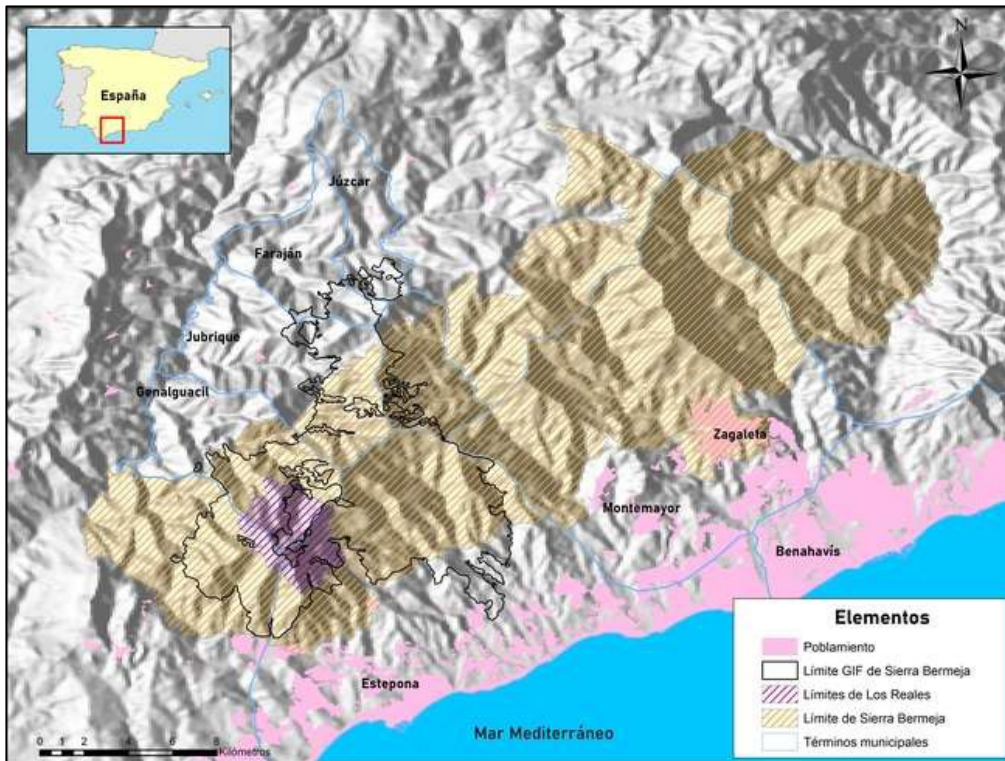 N
España
Júzcar
Faraján
Jubrique
Genalguacil
Zagaleta
Montemayor
Benahavís
Estepona
Mar Mediterráneo
Elementos
Poblamiento
Límite GIF de Sierra Bermeja
Límites de Los Reales
Límite de Sierra Bermeja
Términos municipales
0 1 2 4 6 8
Kilómetros